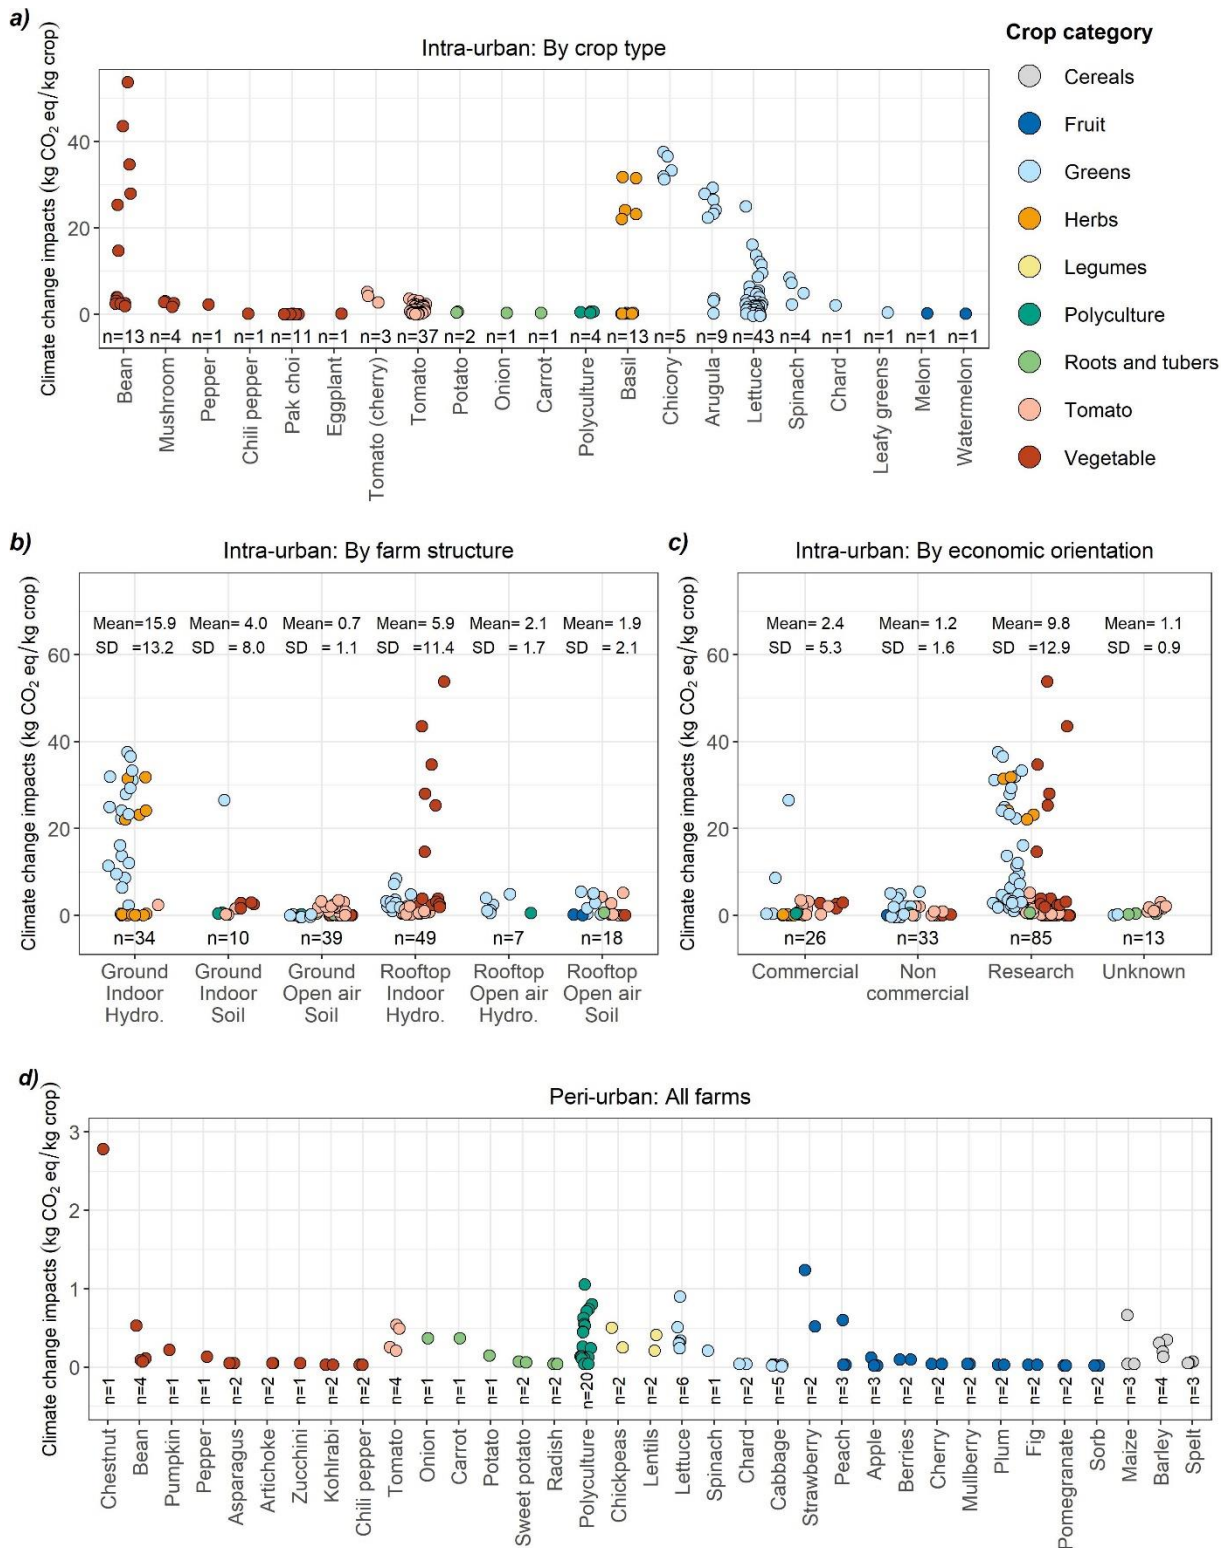 a)
Intra-urban: By crop type
Climate change impacts (kg CO₂ eq/kg crop)
40
20
0
n=13 n=4 n=1 n=1 n=11 n=1 n=3 n=37 n=2 n=1 n=1 n=4 n=13 n=5 n=9 n=43 n=4 n=1 n=1 n=1 n=1
Bean
Mushroom
Pepper
Chili pepper
Pak choi
Eggplant
Tomato (cherry)
Tomato
Potato
Onion
Carrot
Polyculture
Basil
Chicory
Arugula
Lettuce
Spinach
Chard
Leafy greens
Melon
Watermelon
Crop category
Cereals
Fruit
Greens
Herbs
Legumes
Polyculture
Roots and tubers
Tomato
Vegetable
b)
Intra-urban: By farm structure
Climate change impacts (kg CO₂ eq/kg crop)
60
40
20
0
Mean=15.9 Mean= 4.0 Mean= 0.7 Mean= 5.9 Mean= 2.1 Mean= 1.9
SD =13.2 SD = 8.0 SD = 1.1 SD =11.4 SD = 1.7 SD = 2.1
n=34 n=10 n=39 n=49 n=7 n=18
Ground Indoor Hydro.
Ground Indoor Soil
Ground Open air Soil
Rooftop Indoor Hydro.
Rooftop Open air Hydro.
Rooftop Open air Soil
c)
Intra-urban: By economic orientation
Climate change impacts (kg CO₂ eq/kg crop)
60
40
20
0
Mean= 2.4 Mean= 1.2 Mean= 9.8 Mean= 1.1
SD = 5.3 SD = 1.6 SD =12.9 SD = 0.9
n=26 n=33 n=85 n=13
Commercial
Non commercial
Research
Unknown
d)
Peri-urban: All farms
Climate change impacts (kg CO₂ eq/kg crop)
3
2
1
0
n=1 n=4 n=1 n=1 n=2 n=2 n=1 n=2 n=2 n=4 n=1 n=1 n=1 n=2 n=2 n=20 n=2 n=2 n=6 n=1 n=2 n=5 n=2 n=3 n=3 n=2 n=2 n=2 n=2 n=2 n=2 n=2 n=3 n=4 n=3
Chestnut
Bean
Pumpkin
Pepper
Asparagus
Artichoke
Zucchini
Kohlrabi
Chilli pepper
Tomato
Onion
Carrot
Potato
Sweet potato
Radish
Polyculture
Chickpeas
Lentils
Lettuce
Spinach
Chard
Cabbage
Strawberry
Peach
Apple
Berries
Cherry
Mullberry
Plum
Fig
Pomegranate
Sorb
Maize
Barley
Spelt